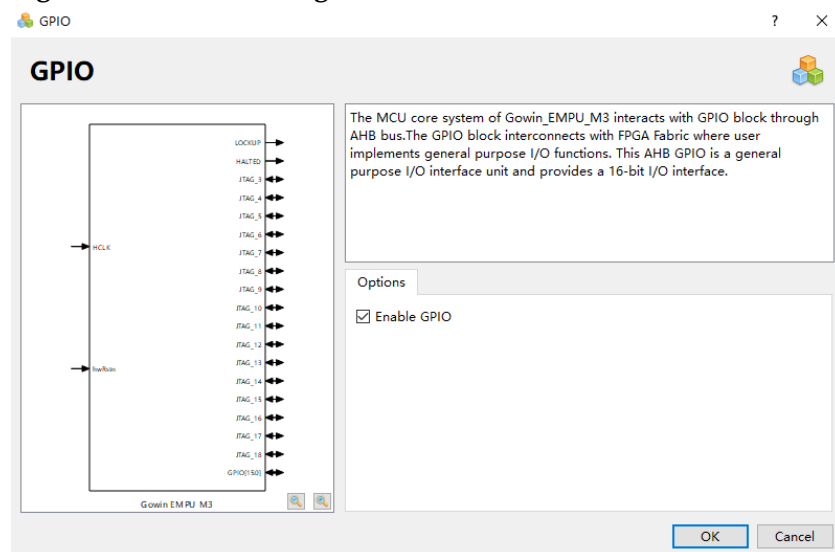 GPIO
? ×
GPIO
The MCU core system of Gowin_EMPU_M3 interacts with GPIO block through
AHB bus.The GPIO block interconnects with FPGA Fabric where user
implements general purpose I/O functions. This AHB GPIO is a general
purpose I/O interface unit and provides a 16-bit I/O interface.
LOCKUP
HALTED
JTAG_3
JTAG_4
JTAG_5
JTAG_6
HCLK
JTAG_7
JTAG_8
JTAG_9
JTAG_10
JTAG_11
JTAG_12
JTAG_13
JTAG_14
JTAG_15
JTAG_16
JTAG_17
JTAG_18
GPIO[15:0]
Gowin EMPU M3
Options
Enable GPIO
OK
Cancel